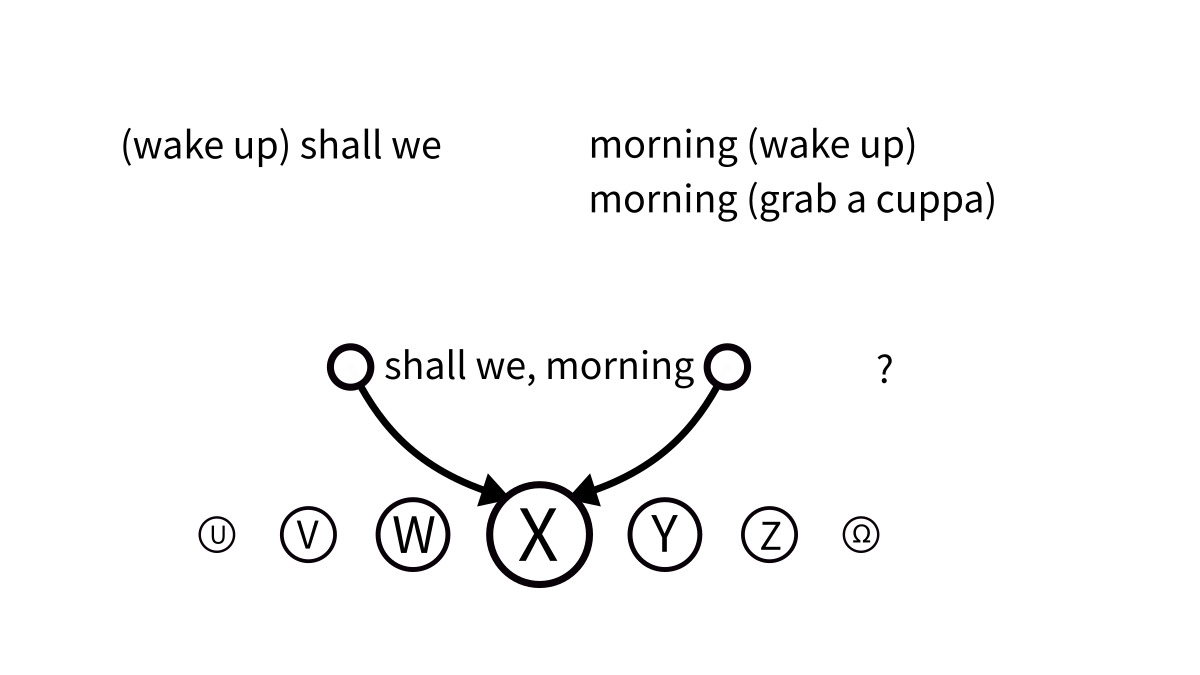 (wake up) shall we
morning (wake up)
morning (grab a cuppa)
shall we, morning
?
U V W X Y Z Ω